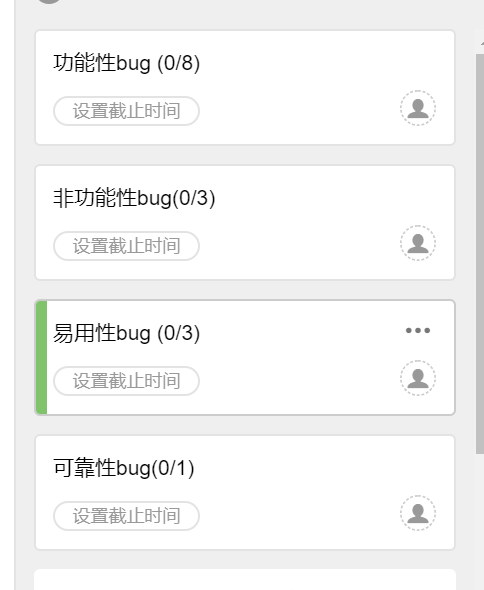 功能性bug (0/8)
设置截止时间
非功能性bug(0/3)
设置截止时间
易用性bug (0/3)
设置截止时间
可靠性bug(0/1)
设置截止时间